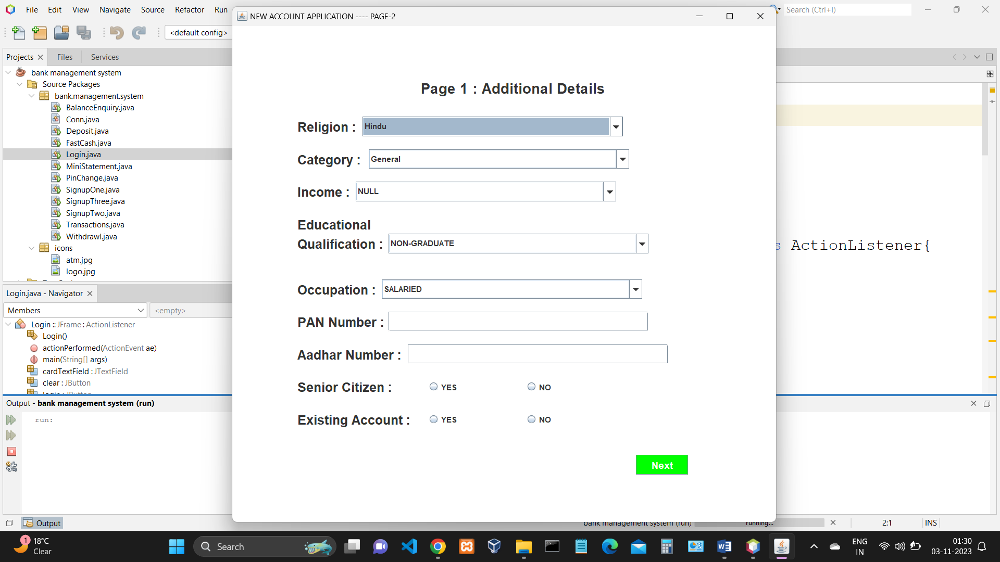 File Edit View Navigate Source Refactor Run
NEW ACCOUNT APPLICATION ---- PAGE-2
Search (Ctrl+I)
<default config>
Projects
Files
Services
bank management system
Source Packages
bank.management.system
BalanceEnquiry.java
Conn.java
Deposit.java
FastCash.java
Login.java
MiniStatement.java
PinChange.java
SignupOne.java
SignupThree.java
SignupTwo.java
Transactions.java
Withdrawl.java
icons
atm.jpg
logo.jpg
Login.java - Navigator
Members
<empty>
Login :: JFrame : ActionListener
Login()
actionPerformed(ActionEvent ae)
main(String[] args)
cardTextField : JTextField
clear : JButton
Output - bank management system (run)
run:
Output
Page 1 : Additional Details
Religion : Hindu
Category : General
Income : NULL
Educational
Qualification : NON-GRADUATE
Occupation : SALARIED
PAN Number :
Aadhar Number :
Senior Citizen : YES NO
Existing Account : YES NO
Next
s ActionListener{
bank management system (run)
running...
2:1
INS
1
18°C
Clear
Search
ENG
IN
01:30
03-11-2023